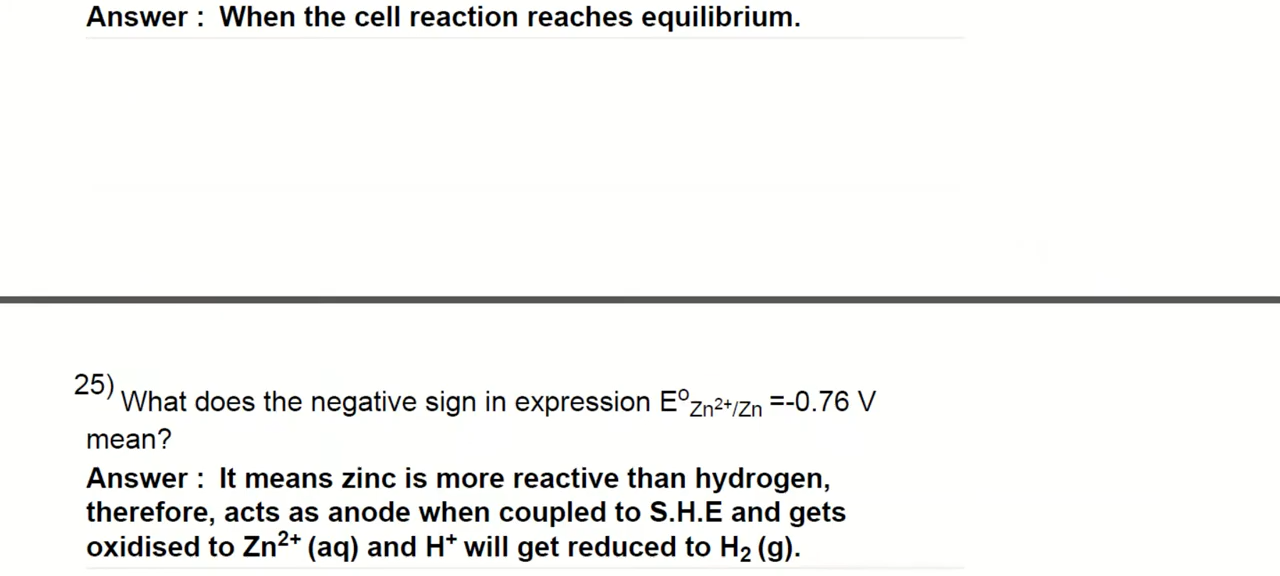 Answer : When the cell reaction reaches equilibrium.
25) What does the negative sign in expression E⁰Zn²⁺/Zn =-0.76 V
mean?
Answer : It means zinc is more reactive than hydrogen,
therefore, acts as anode when coupled to S.H.E and gets
oxidised to Zn²⁺ (aq) and H⁺ will get reduced to H₂ (g).